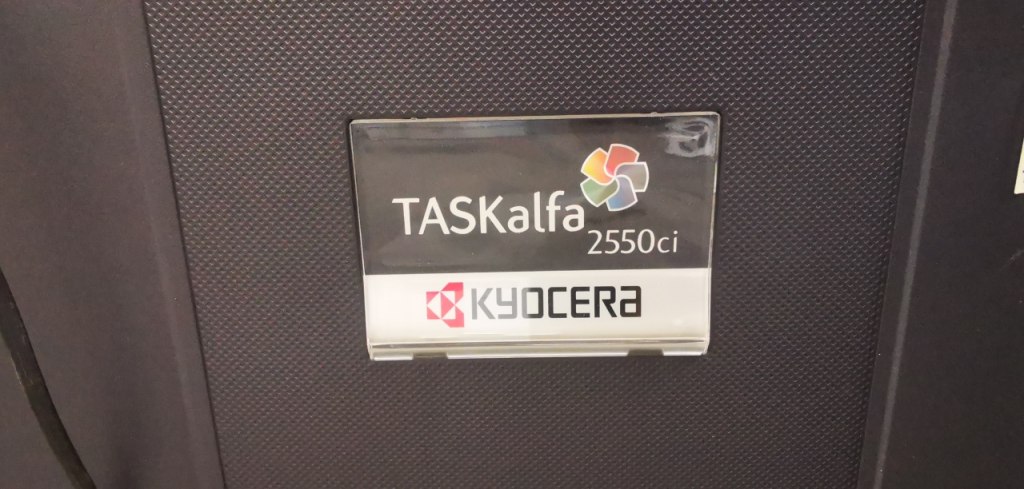 TASKalfa
2550ci
KYOCERA